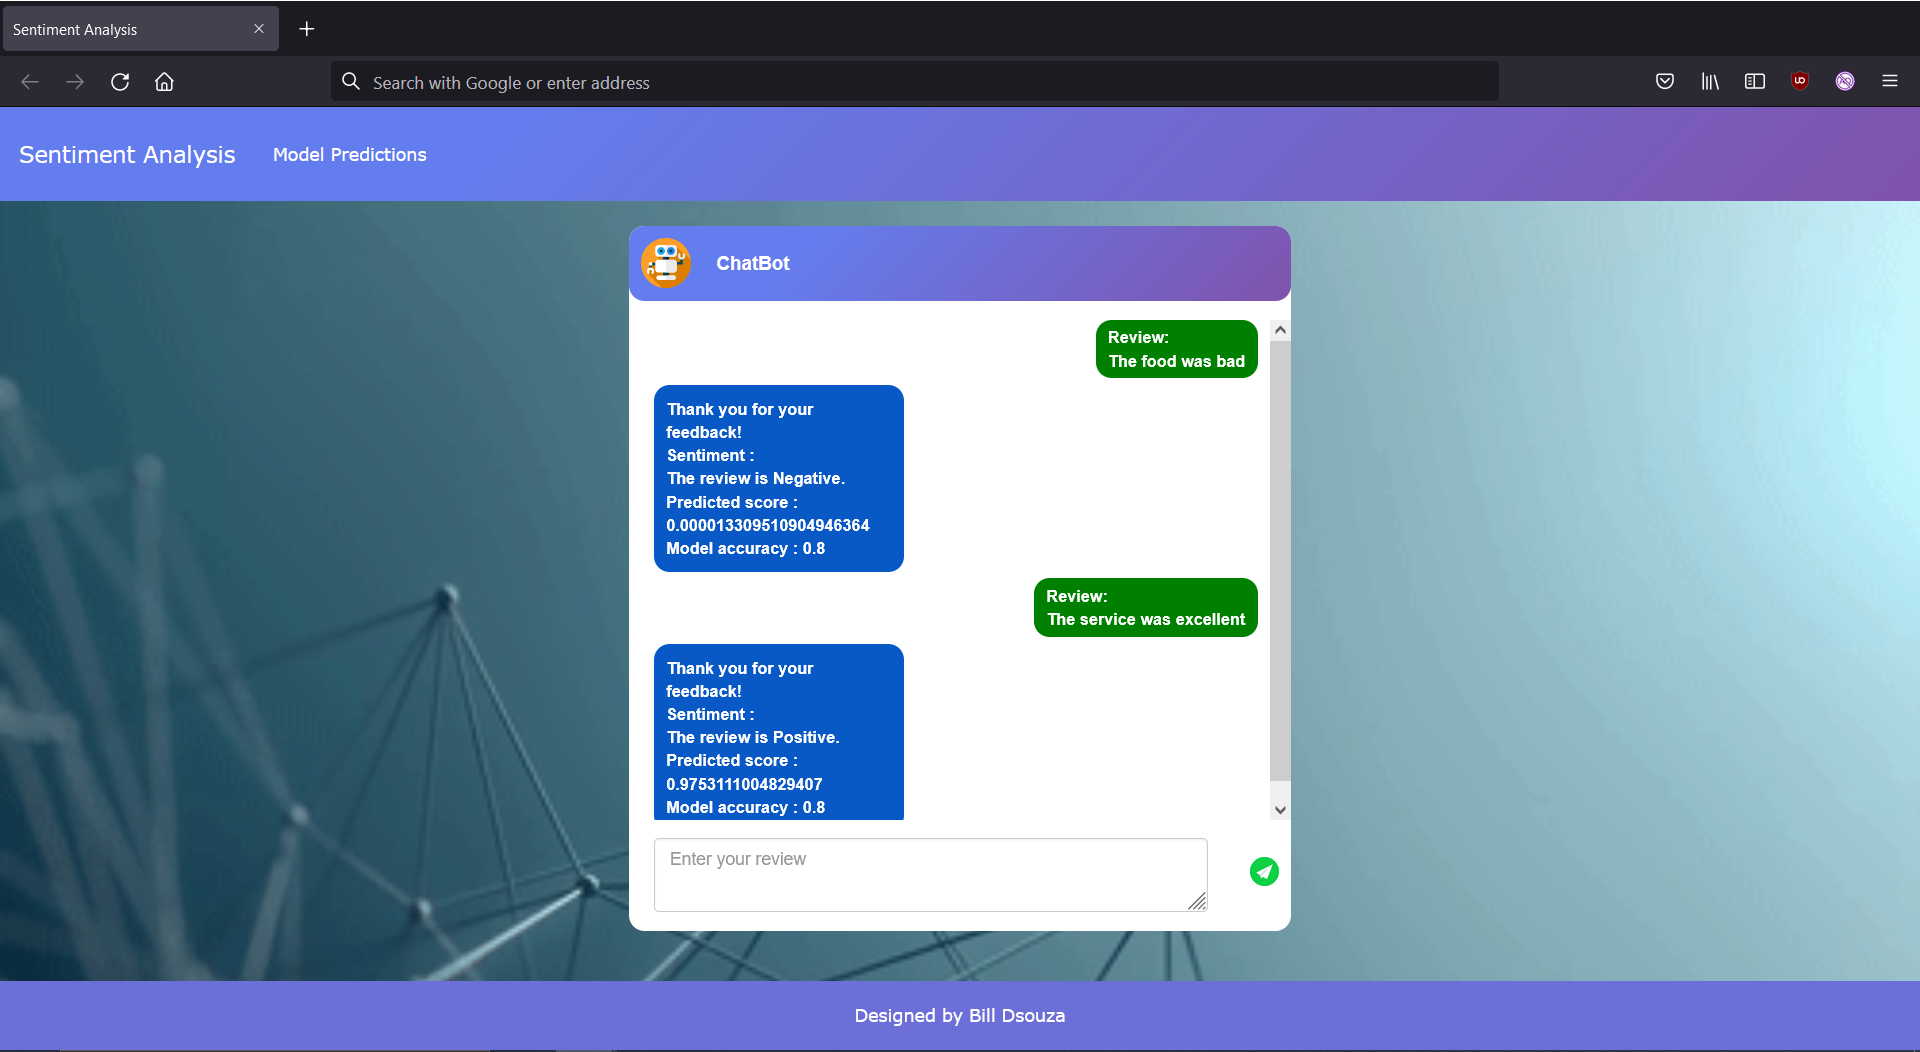 Sentiment Analysis
Search with Google or enter address
Sentiment Analysis Model Predictions
ChatBot
Review:
The food was bad
Thank you for your
feedback!
Sentiment :
The review is Negative.
Predicted score :
0.000013309510904946364
Model accuracy : 0.8
Review:
The service was excellent
Thank you for your
feedback!
Sentiment :
The review is Positive.
Predicted score :
0.9753111004829407
Model accuracy : 0.8
Enter your review
Designed by Bill Dsouza